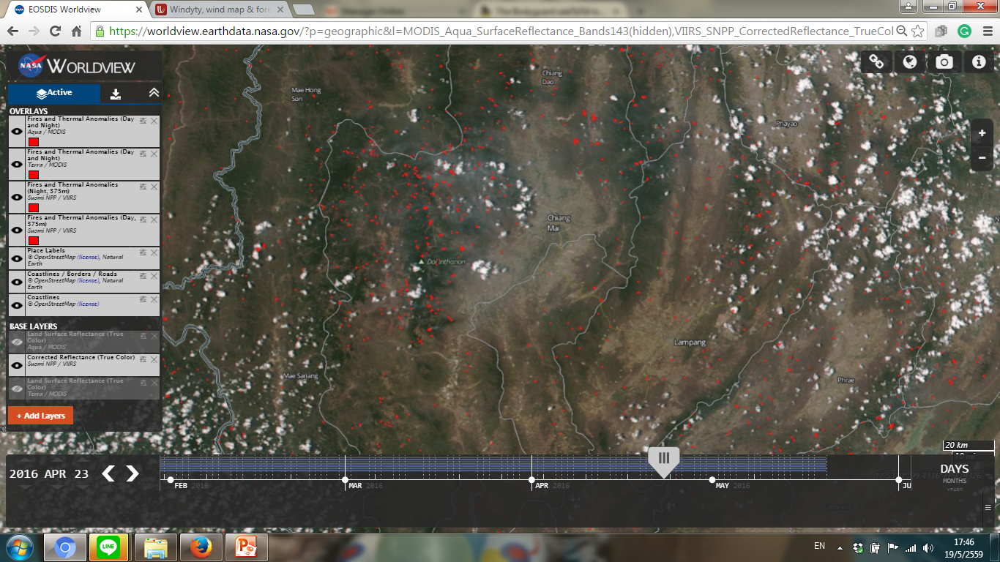 EOSDIS Worldview
Windyty, wind map & fore
https://worldview.earthdata.nasa.gov/?p=geographic&l=MODIS_Aqua_SurfaceReflectance_Bands143(hidden),VIIRS_SNPP_CorrectedReflectance_TrueCol
NASA WORLDVIEW
Active
OVERLAYS
Fires and Thermal Anomalies (Day
and Night)
Aqua / MODIS
Fires and Thermal Anomalies (Day
and Night)
Terra / MODIS
Fires and Thermal Anomalies
(Night, 375m)
Suomi NPP / VIIRS
Fires and Thermal Anomalies (Day,
375m)
Suomi NPP / VIIRS
Place Labels
© OpenStreetMap (license), Natural
Earth
Coastlines / Borders / Roads
© OpenStreetMap (license), Natural
Earth
Coastlines
© OpenStreetMap (license)
BASE LAYERS
Land Surface Reflectance (True
Color)
Aqua / MODIS
Corrected Reflectance (True Color)
Suomi NPP / VIIRS
Land Surface Reflectance (True
Color)
Terra / MODIS
+ Add Layers
Mae Hong
Son
Chiang
Dao
Phayao
Chiang
Mai
Doi Inthanon
Lampang
Mae Sariang
Phrae
20 km
2016 APR 23
FEB 2016
MAR 2016
APR 2016
MAY 2016
JU
DAYS
MONTHS
YEARS
EN
17:46
19/5/2559